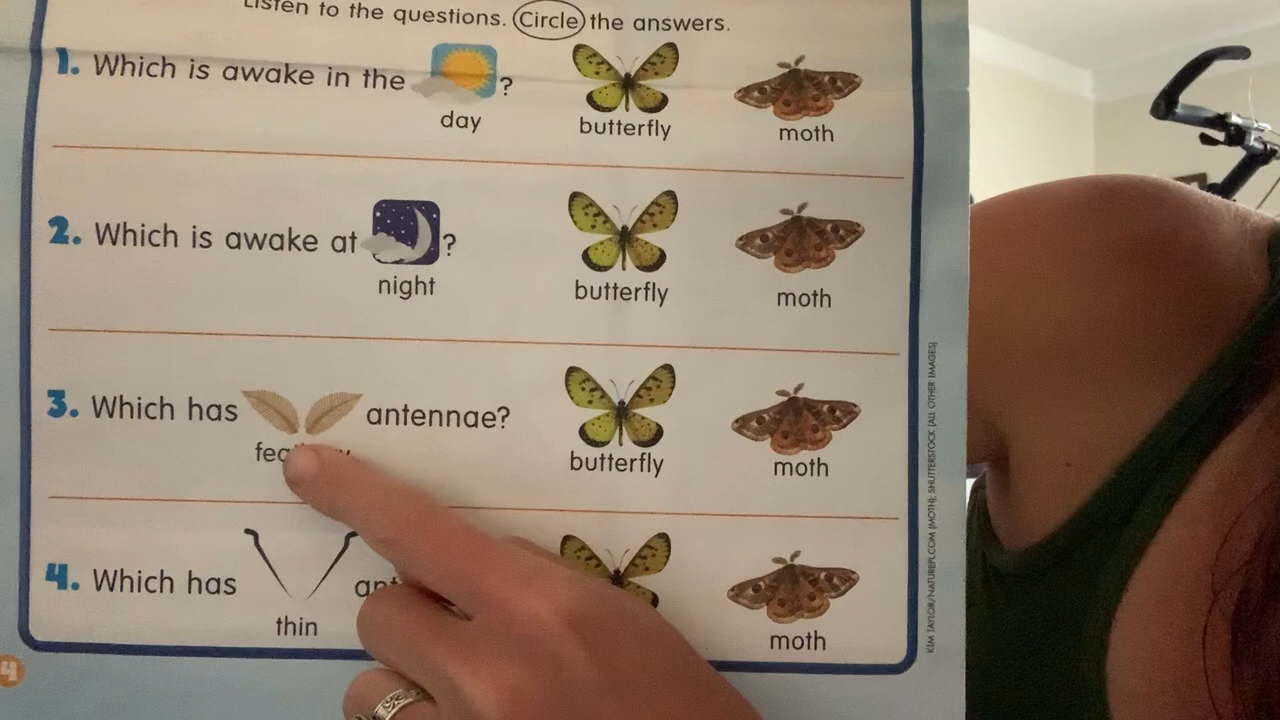 Listen to the questions. Circle the answers.
1. Which is awake in the ?
day
butterfly
moth
2. Which is awake at ?
night
butterfly
moth
3. Which has antennae?
butterfly
moth
4. Which has
thin
moth
4
KIM TAYLOR/NATUREPL.COM (MOTH); SHUTTERSTOCK (ALL OTHER IMAGES)